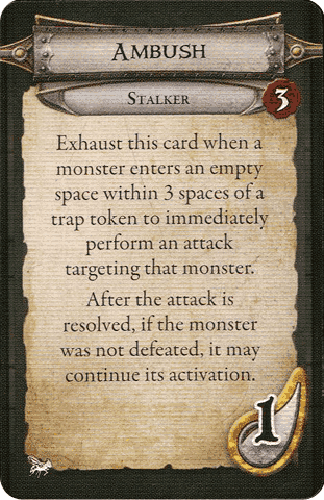 Ambush
Stalker
3
Exhaust this card when a
monster enters an empty
space within 3 spaces of a
trap token to immediately
perform an attack
targeting that monster.
After the attack is
resolved, if the monster
was not defeated, it may
continue its activation.
1